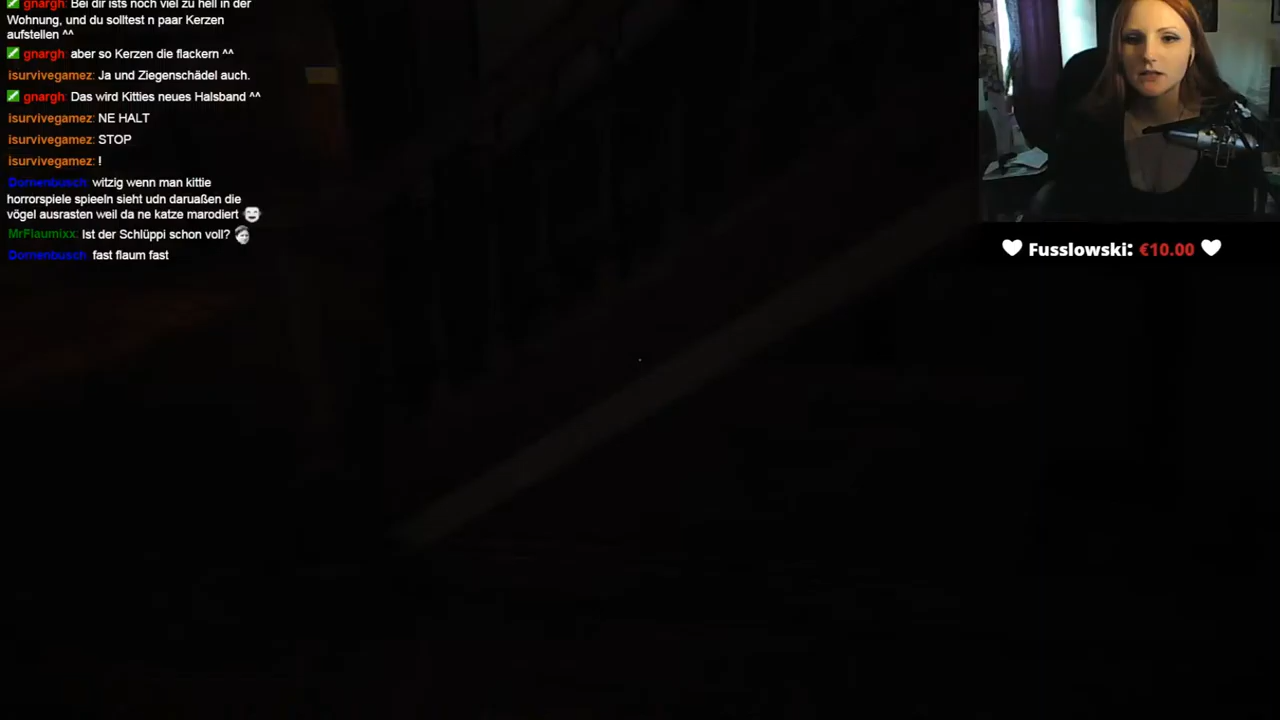 gnargh: Bei dir ists noch viel zu hell in der
Wohnung, und du solltest n paar Kerzen
aufstellen ^^
gnargh: aber so Kerzen die flackern ^^
isurvivegamez: Ja und Ziegenschädel auch.
gnargh: Das wird Kitties neues Halsband ^^
isurvivegamez: NE HALT
isurvivegamez: STOP
isurvivegamez: !
Dornenbusch: witzig wenn man kittie
horrorspiele spieeln sieht udn daruaßen die
vögel ausrasten weil da ne katze marodiert
MrFlaumixx: Ist der Schlüppi schon voll?
Dornenbusch: fast flaum fast
Fusslowski: €10.00